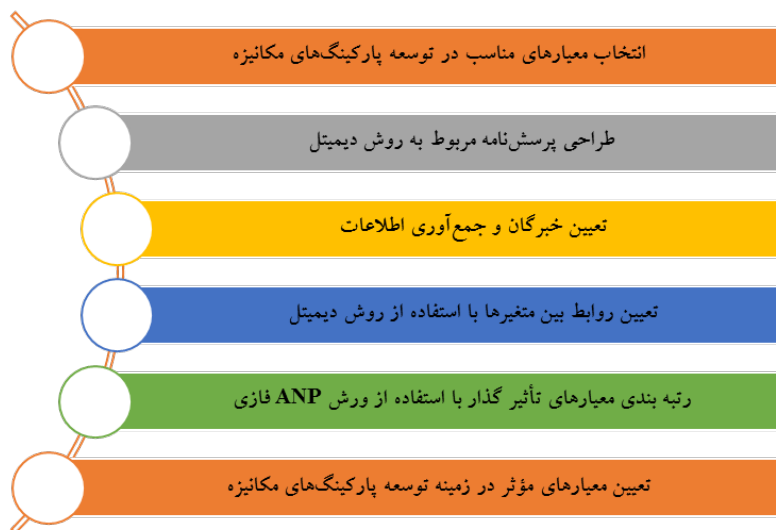 انتخاب معیارهای مناسب در توسعه پارکینگ‌های مکانیزه
طراحی پرسش‌نامه مربوط به روش دیمیتل
تعیین خبرگان و جمع‌آوری اطلاعات
تعیین روابط بین متغیرها با استفاده از روش دیمیتل
رتبه بندی معیارهای تأثیر گذار با استفاده از ورش ANP فازی
تعیین معیارهای مؤثر در زمینه توسعه پارکینگ‌های مکانیزه